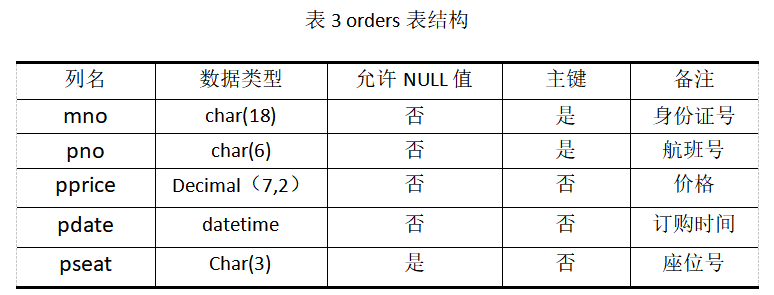 表 3 orders 表结构
列名 数据类型 允许 NULL 值 主键 备注
mno char(18) 否 是 身份证号
pno char(6) 否 是 航班号
pprice Decimal（7,2） 否 否 价格
pdate datetime 否 否 订购时间
pseat Char(3) 是 否 座位号